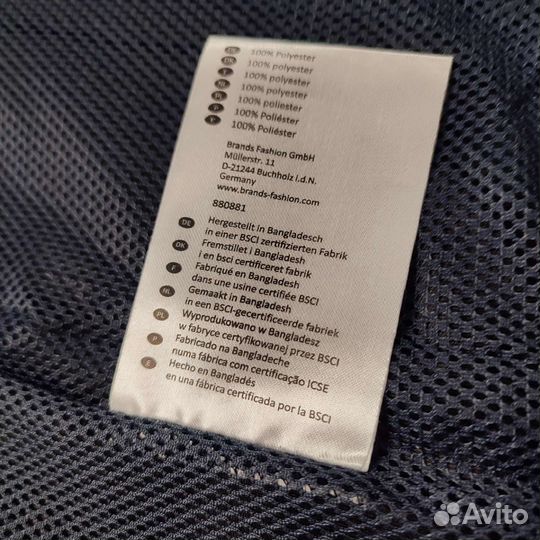 DE 100% Polyester
DK 100% polyester
F 100% polyester
NL 100% polyester
PL 100% poliester
P 100% Poliéster
E 100% Poliéster
Brands Fashion GmbH
Müllerstr. 11
D-21244 Buchholz i.d.N.
Germany
www.brands-fashion.com
880881
DE Hergestellt in Bangladesch
in einer BSCI zertifizierten Fabrik
DK Fremstillet i Bangladesh
i en bsci certificeret fabrik
F Fabriqué en Bangladesh
dans une usine certifiée BSCI
NL Gemaakt in Bangladesh
in een BSCI-gecertificeerde fabriek
PL Wyprodukowano w Bangladesz
w fabryce certyfikowanej przez BSCI
P Fabricado na Bangladeche
numa fábrica com certificação ICSE
E Hecho en Bangladés
en una fábrica certificada por la BSCI
Avito